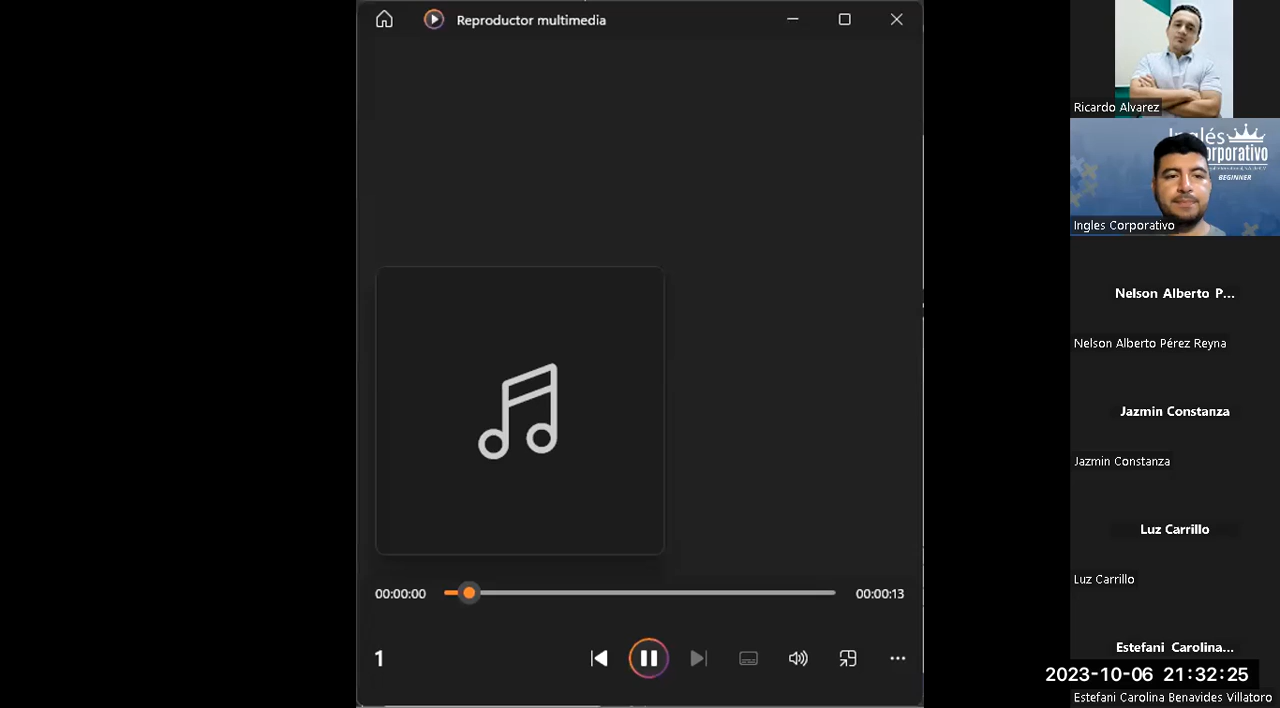 Reproductor multimedia
00:00:00
00:00:13
1
Ricardo Alvarez
Inglés
orporativo
BEGINNER
Ingles Corporativo
Nelson Alberto P...
Nelson Alberto Pérez Reyna
Jazmin Constanza
Jazmin Constanza
Luz Carrillo
Luz Carrillo
Estefani Carolina...
2023-10-06 21:32:25
Estefani Carolina Benavides Villatoro